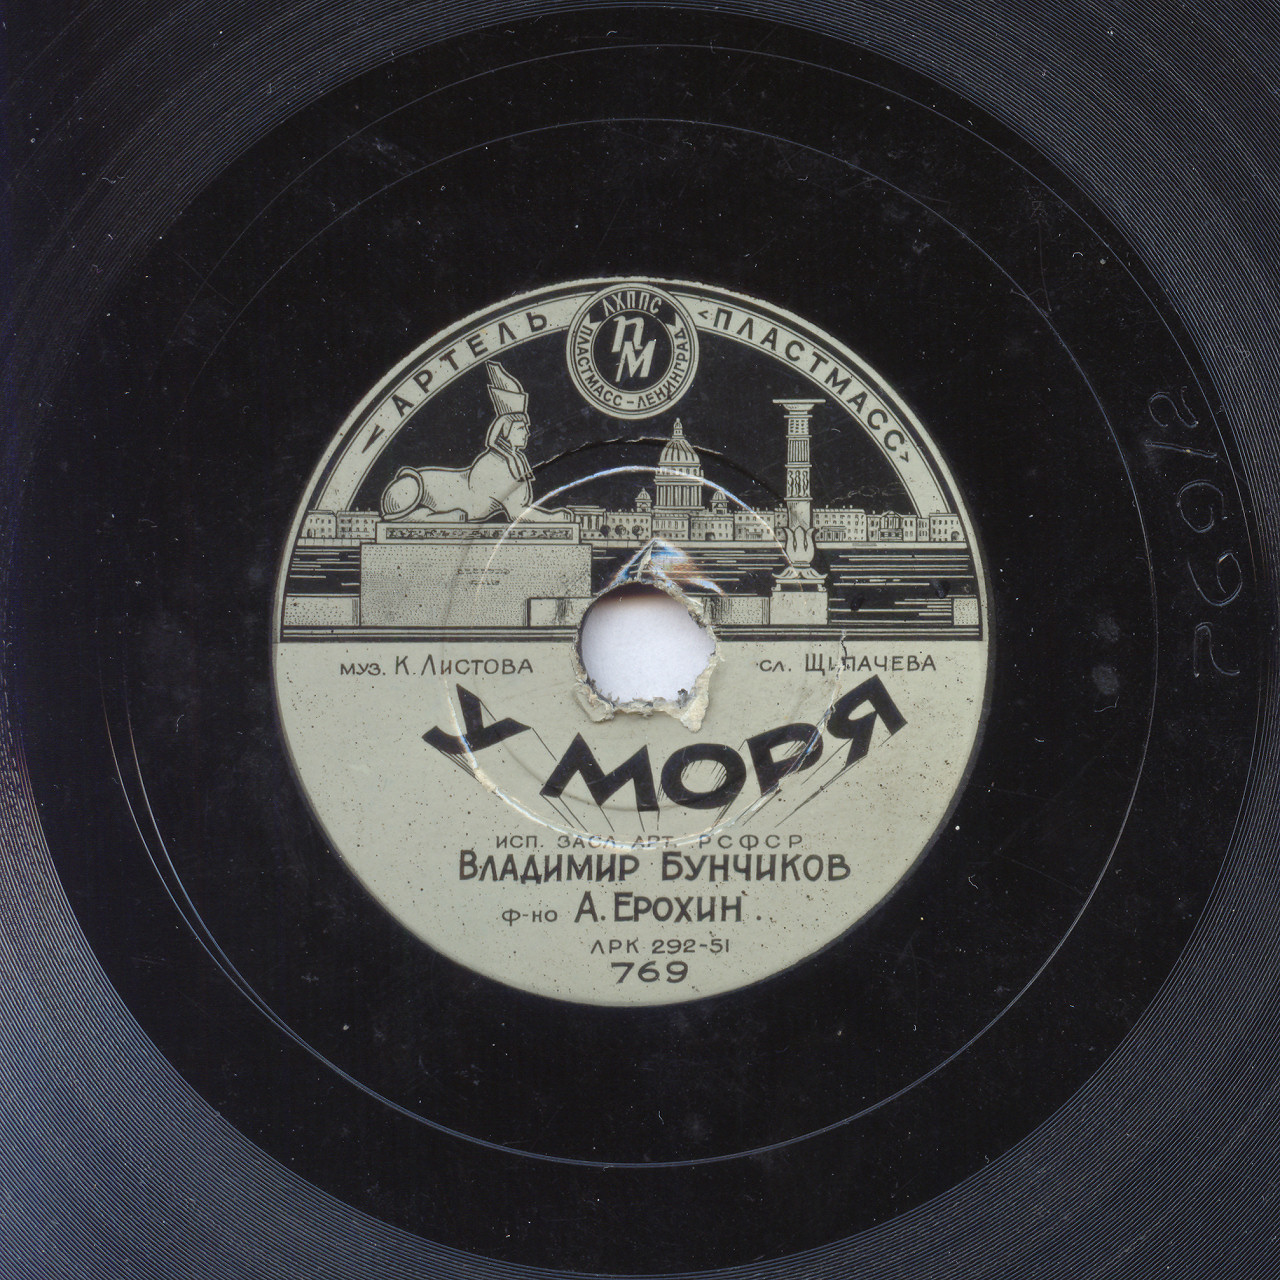 АРТЕЛЬ «ПЛАСТМАСС»
ЛХППС
ПМ
ПЛАСТМАСС-ЛЕНИНГРАД
муз. К. Листова
сл. Щипачева
У МОРЯ
исп. засл. арт. РСФСР
Владимир Бунчиков
ф-но А. Ерохин.
ЛРК 292-51
769